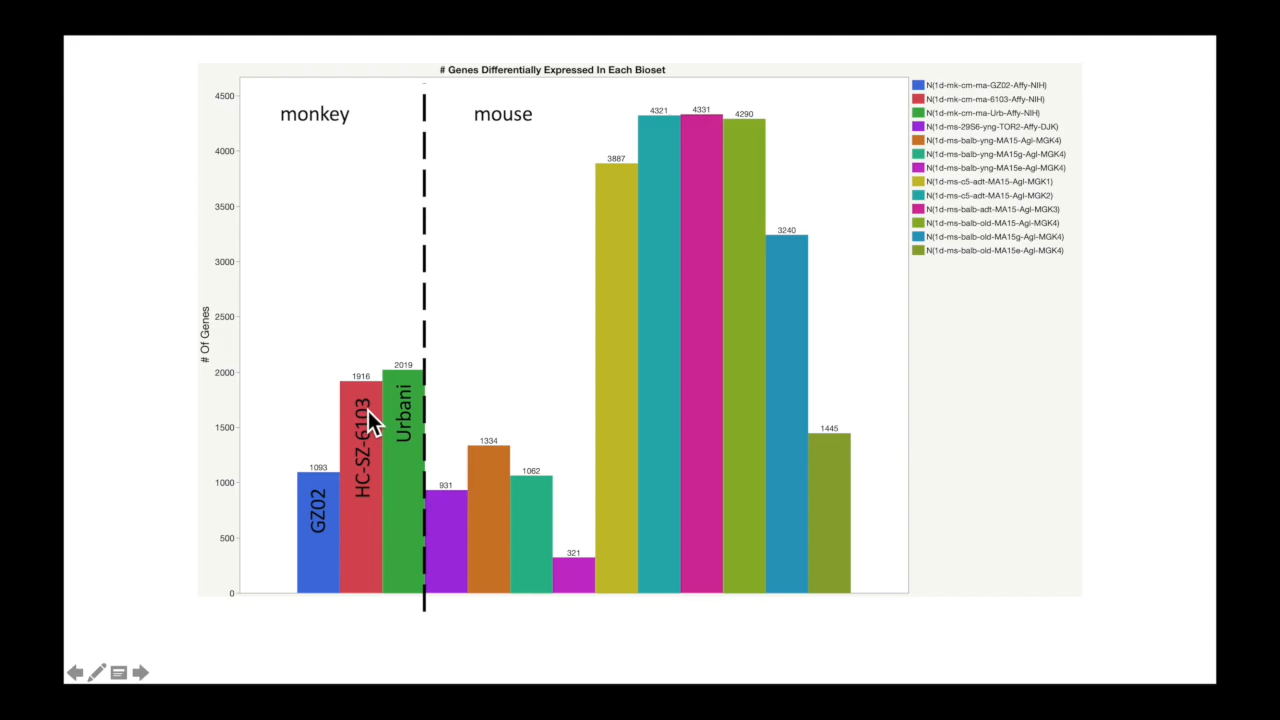 # Genes Differentially Expressed In Each Bioset
monkey
mouse
# Of Genes
4500
4000
3500
3000
2500
2000
1500
1000
500
0
1093
1916
2019
931
1334
1062
321
3887
4321
4331
4290
3240
1445
GZ02
HC-SZ-6103
Urbani
N(1d-mk-cm-ma-GZ02-Affy-NIH)
N(1d-mk-cm-ma-6103-Affy-NIH)
N(1d-mk-cm-ma-Urb-Affy-NIH)
N(1d-ms-29S6-yng-TOR2-Affy-DJK)
N(1d-ms-balb-yng-MA15-Agl-MGK4)
N(1d-ms-balb-yng-MA15g-Agl-MGK4)
N(1d-ms-balb-yng-MA15e-Agl-MGK4)
N(1d-ms-c5-adt-MA15-Agl-MGK1)
N(1d-ms-c5-adt-MA15-Agl-MGK2)
N(1d-ms-balb-adt-MA15-Agl-MGK3)
N(1d-ms-balb-old-MA15-Agl-MGK4)
N(1d-ms-balb-old-MA15g-Agl-MGK4)
N(1d-ms-balb-old-MA15e-Agl-MGK4)